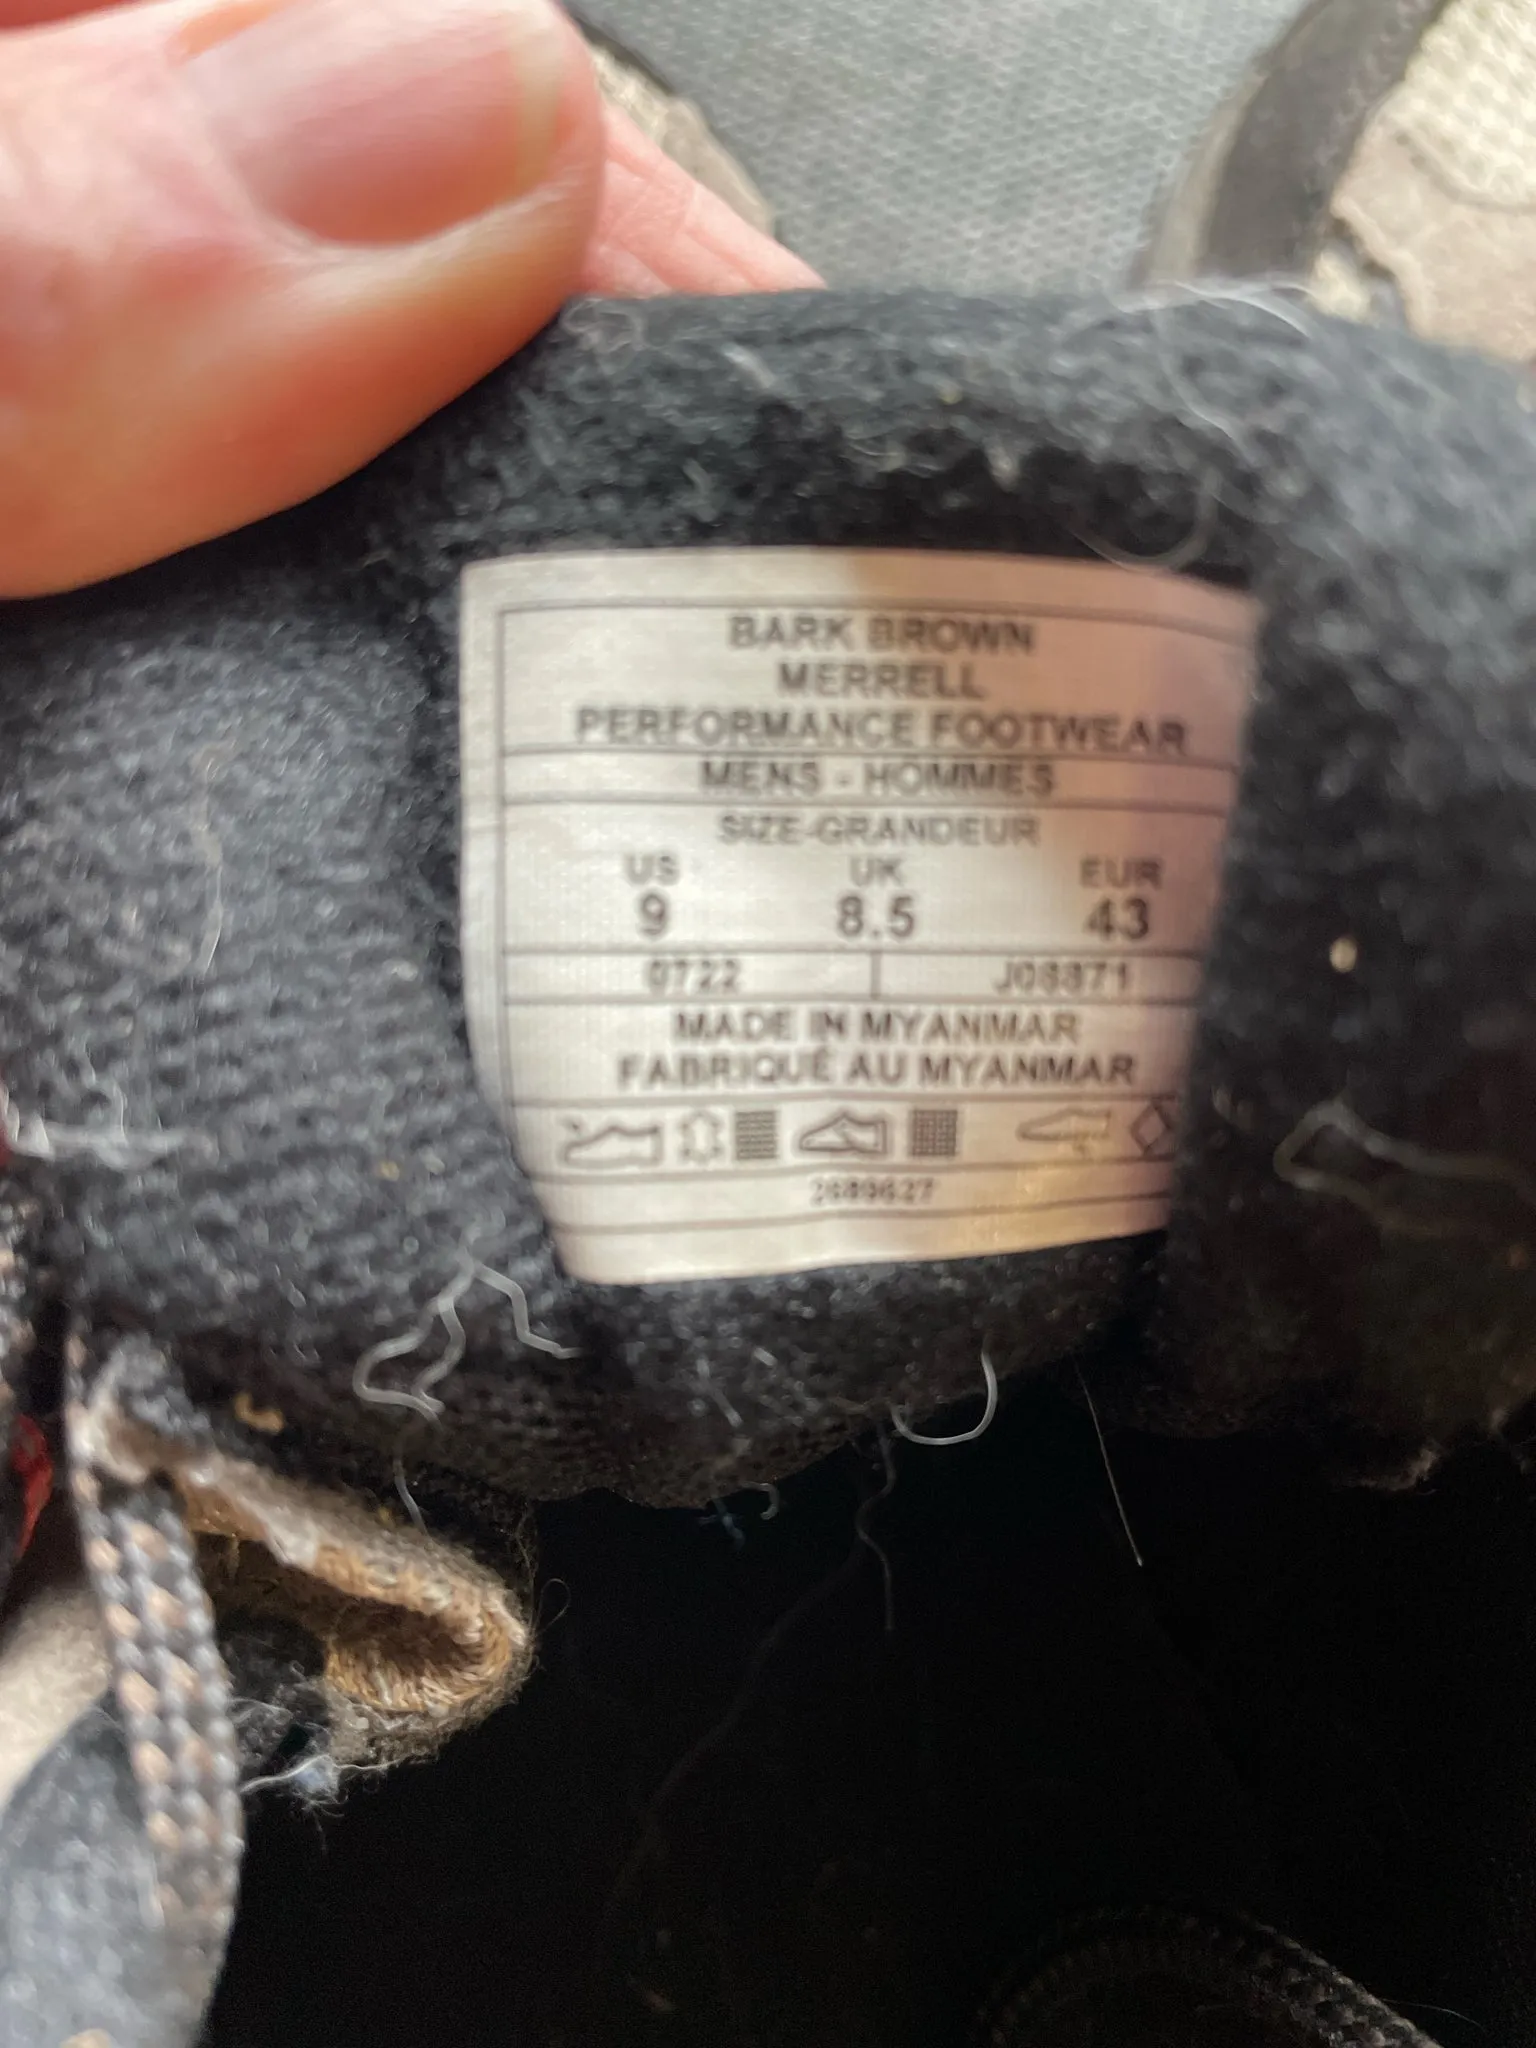 BARK BROWN
MERRELL
PERFORMANCE FOOTWEAR
MENS - HOMMES
SIZE-GRANDEUR
US UK EUR
9 8.5 43
0722 J08871
MADE IN MYANMAR
FABRIQUÉ AU MYANMAR
2689627